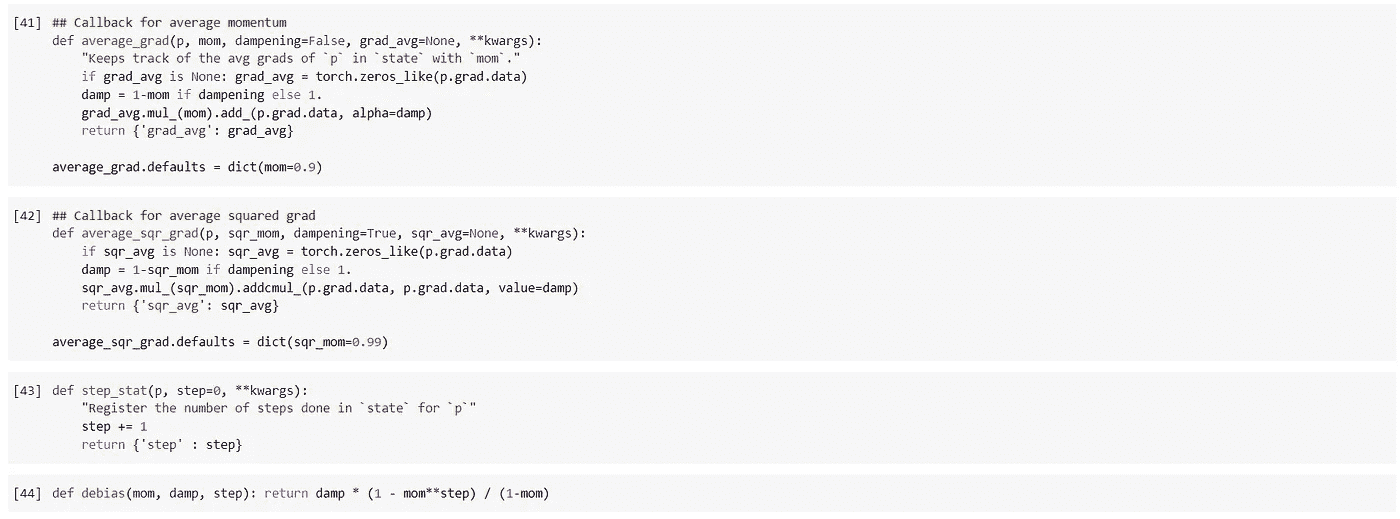 [41] ## Callback for average momentum
def average_grad(p, mom, dampening=False, grad_avg=None, **kwargs):
    "Keeps track of the avg grads of `p` in `state` with `mom`."
    if grad_avg is None: grad_avg = torch.zeros_like(p.grad.data)
    damp = 1-mom if dampening else 1.
    grad_avg.mul_(mom).add_(p.grad.data, alpha=damp)
    return {'grad_avg': grad_avg}
average_grad.defaults = dict(mom=0.9)
[42] ## Callback for average squared grad
def average_sqr_grad(p, sqr_mom, dampening=True, sqr_avg=None, **kwargs):
    if sqr_avg is None: sqr_avg = torch.zeros_like(p.grad.data)
    damp = 1-sqr_mom if dampening else 1.
    sqr_avg.mul_(sqr_mom).addcmul_(p.grad.data, p.grad.data, value=damp)
    return {'sqr_avg': sqr_avg}
average_sqr_grad.defaults = dict(sqr_mom=0.99)
[43] def step_stat(p, step=0, **kwargs):
    "Register the number of steps done in `state` for `p`"
    step += 1
    return {'step' : step}
[44] def debias(mom, damp, step): return damp * (1 - mom**step) / (1-mom)